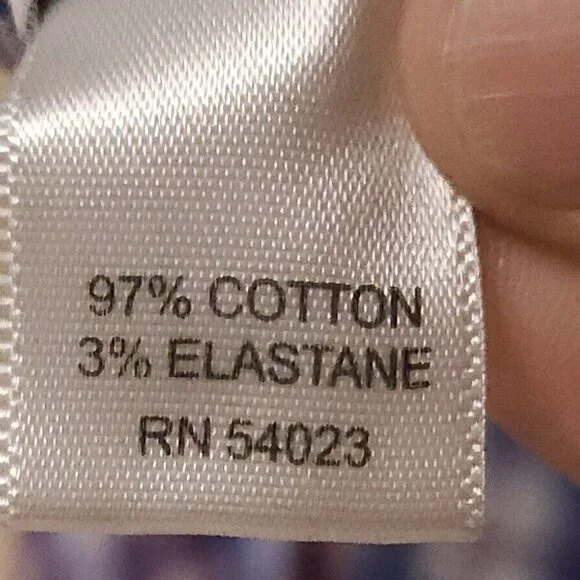 97% COTTON
3% ELASTANE
RN 54023